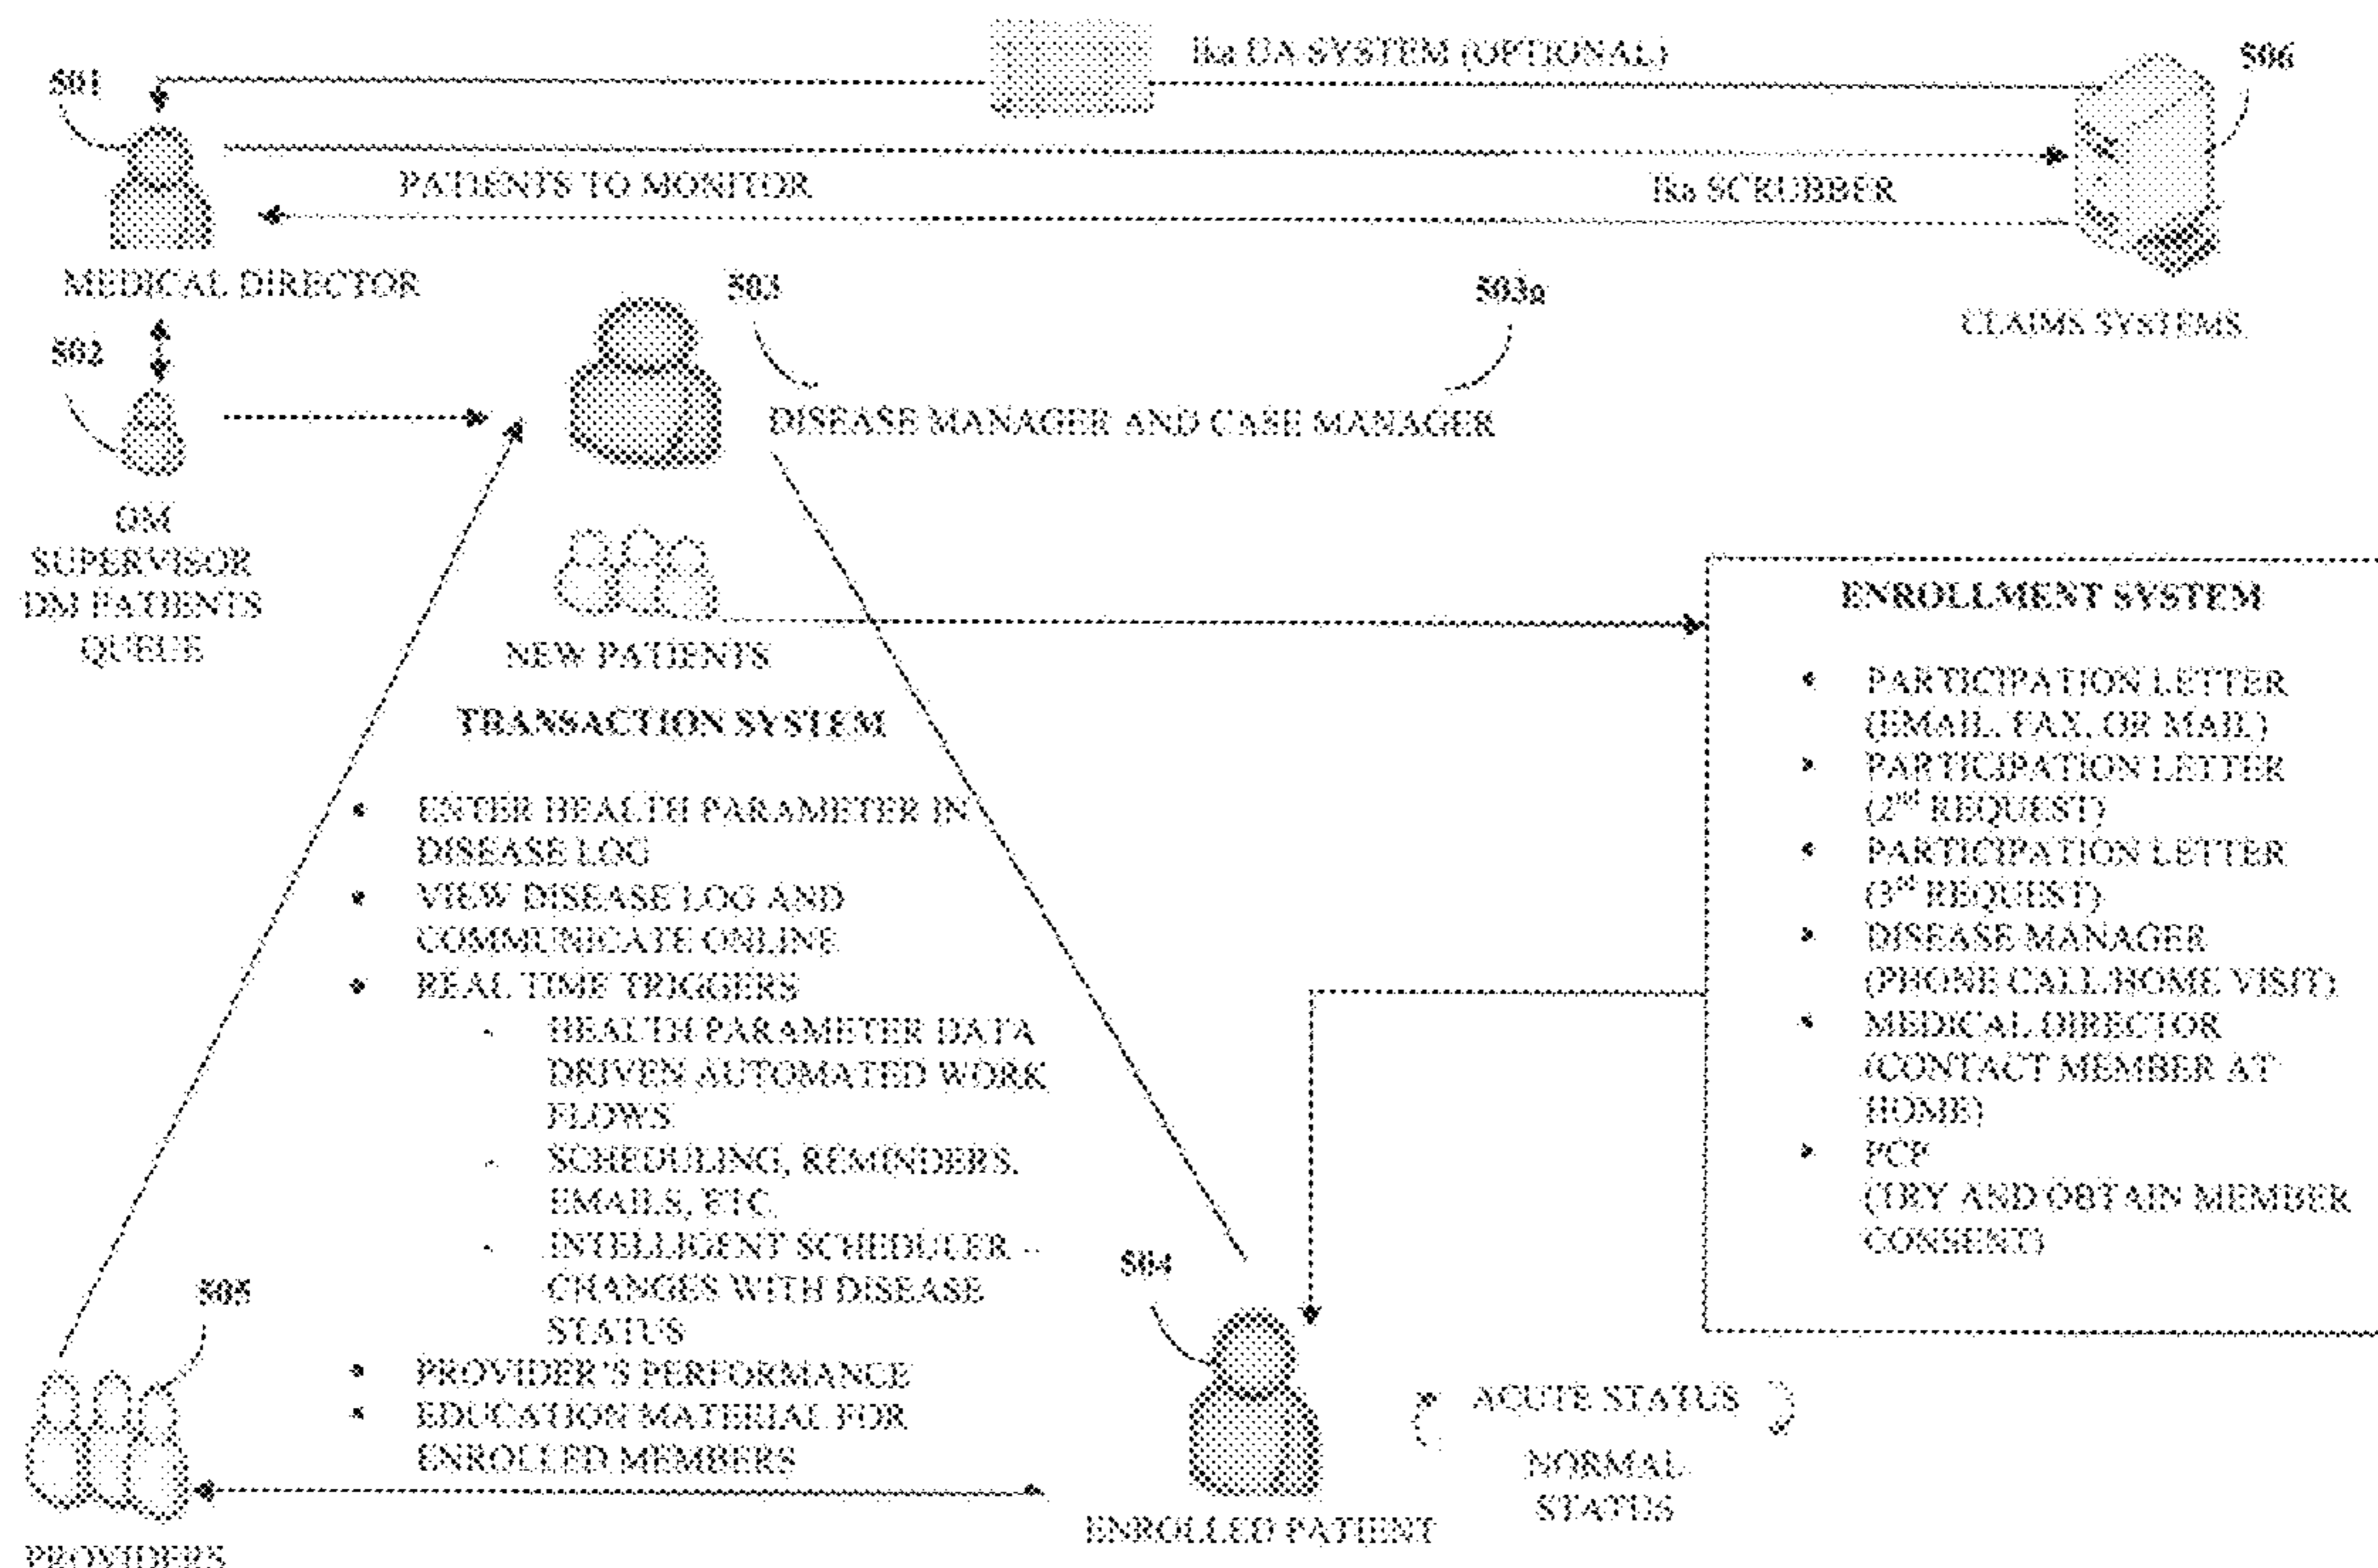 501
Ika UA SYSTEM (OPTIONAL)
506
PATIENTS TO MONITOR
Ika SCRUBBER
MEDICAL DIRECTOR
CLAIMS SYSTEMS
502
503
503a
DISEASE MANAGER AND CASE MANAGER
DM
SUPERVISOR
DM PATIENTS
QUEUE
NEW PATIENTS
TRANSACTION SYSTEM
• ENTER HEALTH PARAMETER IN
DISEASE LOG
• VIEW DISEASE LOG AND
COMMUNICATE ONLINE
• REAL TIME TRIGGERS
- HEALTH PARAMETER DATA
DRIVEN AUTOMATED WORK
FLOWS
- SCHEDULING, REMINDERS,
EMAILS, ETC.
- INTELLIGENT SCHEDULER -
CHANGES WITH DISEASE
STATUS
• PROVIDER'S PERFORMANCE
• EDUCATION MATERIAL FOR
ENROLLED MEMBERS
ENROLLMENT SYSTEM
• PARTICIPATION LETTER
(EMAIL, FAX, OR MAIL)
• PARTICIPATION LETTER
(2nd REQUEST)
• PARTICIPATION LETTER
(3rd REQUEST)
• DISEASE MANAGER
(PHONE CALL/HOME VISIT)
• MEDICAL DIRECTOR
(CONTACT MEMBER AT
HOME)
• PCP
(TRY AND OBTAIN MEMBER
CONSENT)
505
504
ACUTE STATUS
NORMAL
STATUS
ENROLLED PATIENT
PROVIDERS